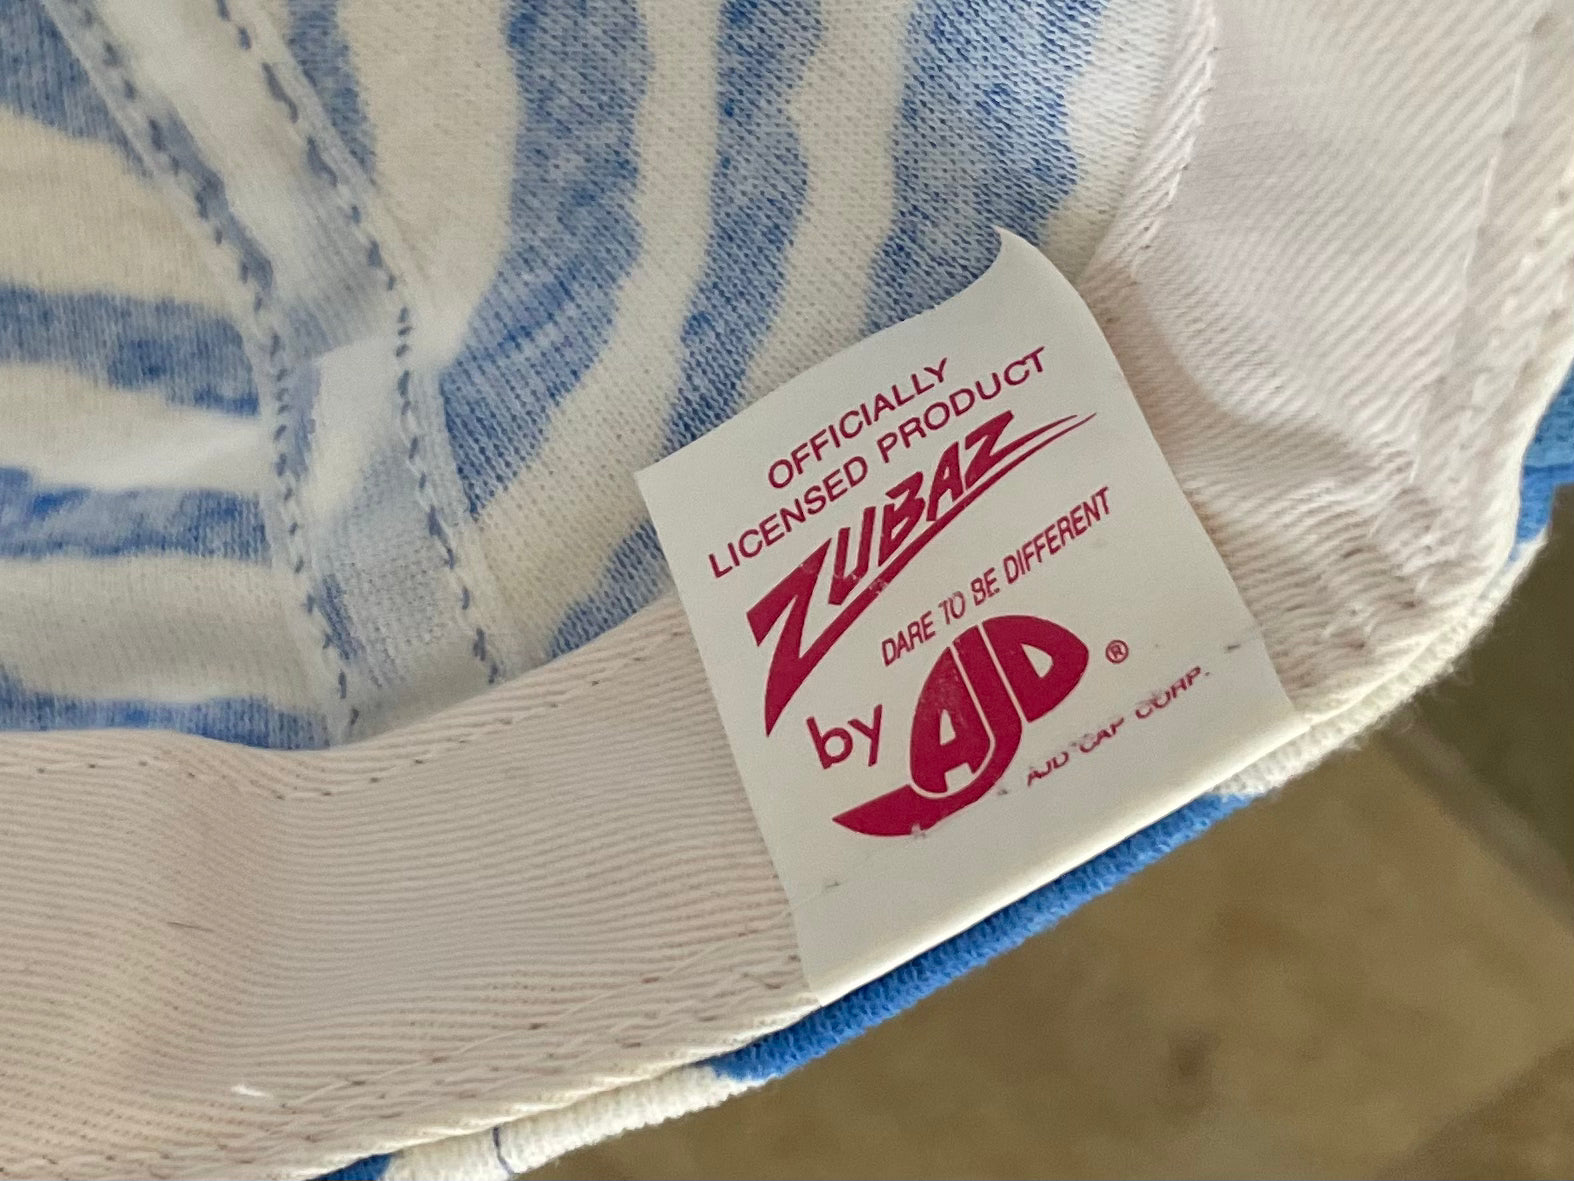 OFFICIALLY
LICENSED PRODUCT
ZUBAZ
DARE TO BE DIFFERENT
by AJD ®
AJD CAP CORP.